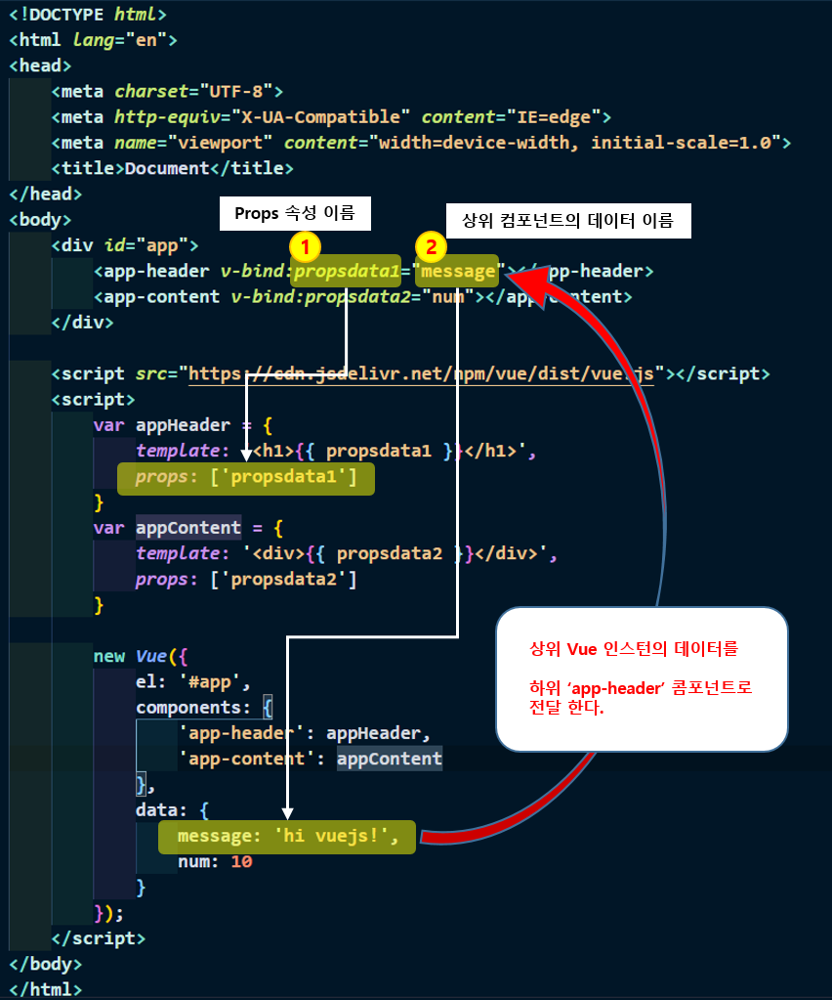 <!DOCTYPE html>
<html lang="en">
<head>
<meta charset="UTF-8">
<meta http-equiv="X-UA-Compatible" content="IE=edge">
<meta name="viewport" content="width=device-width, initial-scale=1.0">
<title>Document</title>
</head>
<body>
Props 속성 이름
상위 컴포넌트의 데이터 이름
<div id="app">
1
2
<app-header v-bind:propsdata1="message"></app-header>
<app-content v-bind:propsdata2="num"></app-content>
</div>
<script src="https://cdn.jsdelivr.net/npm/vue/dist/vue.js"></script>
<script>
var appHeader = {
template: '<h1>{{ propsdata1 }}</h1>',
props: ['propsdata1']
}
var appContent = {
template: '<div>{{ propsdata2 }}</div>',
props: ['propsdata2']
}
new Vue({
el: '#app',
components: {
'app-header': appHeader,
'app-content': appContent
},
data: {
message: 'hi vuejs!',
num: 10
}
});
</script>
</body>
</html>
상위 Vue 인스턴의 데이터를
하위 ‘app-header’ 콤포넌트로
전달 한다.